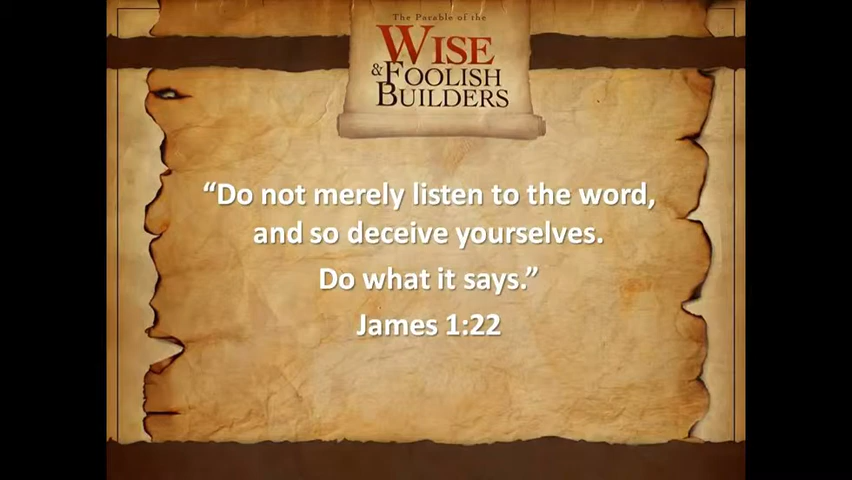 The Parable of the
WISE
& FOOLISH
BUILDERS
“Do not merely listen to the word,
and so deceive yourselves.
Do what it says.”
James 1:22